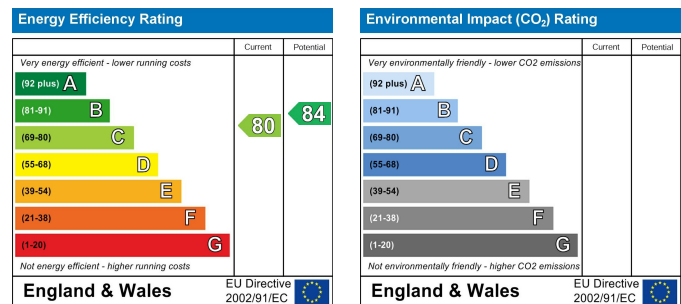 Energy Efficiency Rating
Current Potential
Very energy efficient - lower running costs
(92 plus) A
(81-91) B
(69-80) C
(55-68) D
(39-54) E
(21-38) F
(1-20) G
80
84
Not energy efficient - higher running costs
England & Wales
EU Directive
2002/91/EC
Environmental Impact (CO2) Rating
Current Potential
Very environmentally friendly - lower CO2 emissions
(92 plus) A
(81-91) B
(69-80) C
(55-68) D
(39-54) E
(21-38) F
(1-20) G
Not environmentally friendly - higher CO2 emissions
England & Wales
EU Directive
2002/91/EC